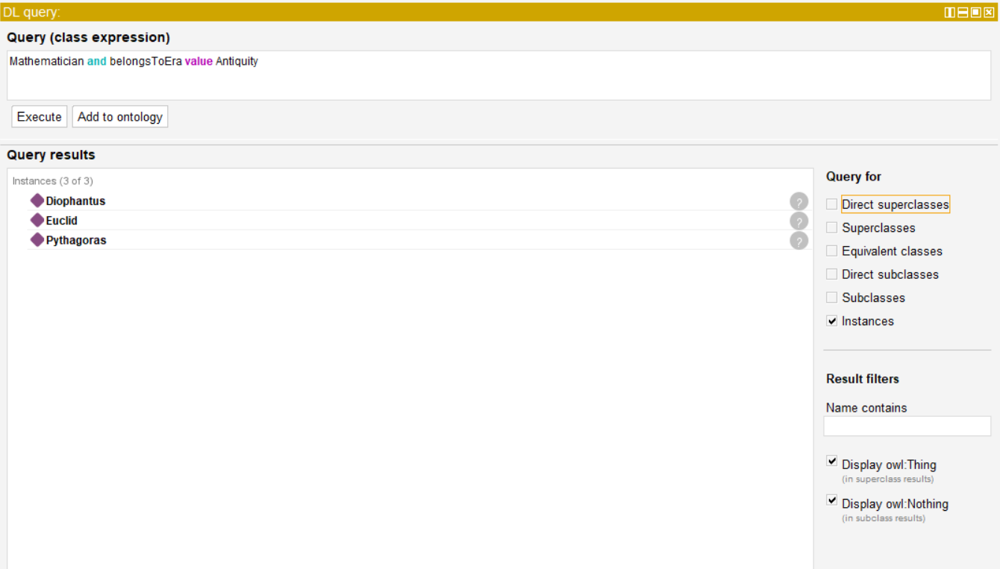 DL query:
Query (class expression)
Mathematician and belongsToEra value Antiquity
Execute Add to ontology
Query results
Instances (3 of 3)
Diophantus ?
Euclid ?
Pythagoras ?
Query for
Direct superclasses
Superclasses
Equivalent classes
Direct subclasses
Subclasses
Instances
Result filters
Name contains
Display owl:Thing
(in superclass results)
Display owl:Nothing
(in subclass results)